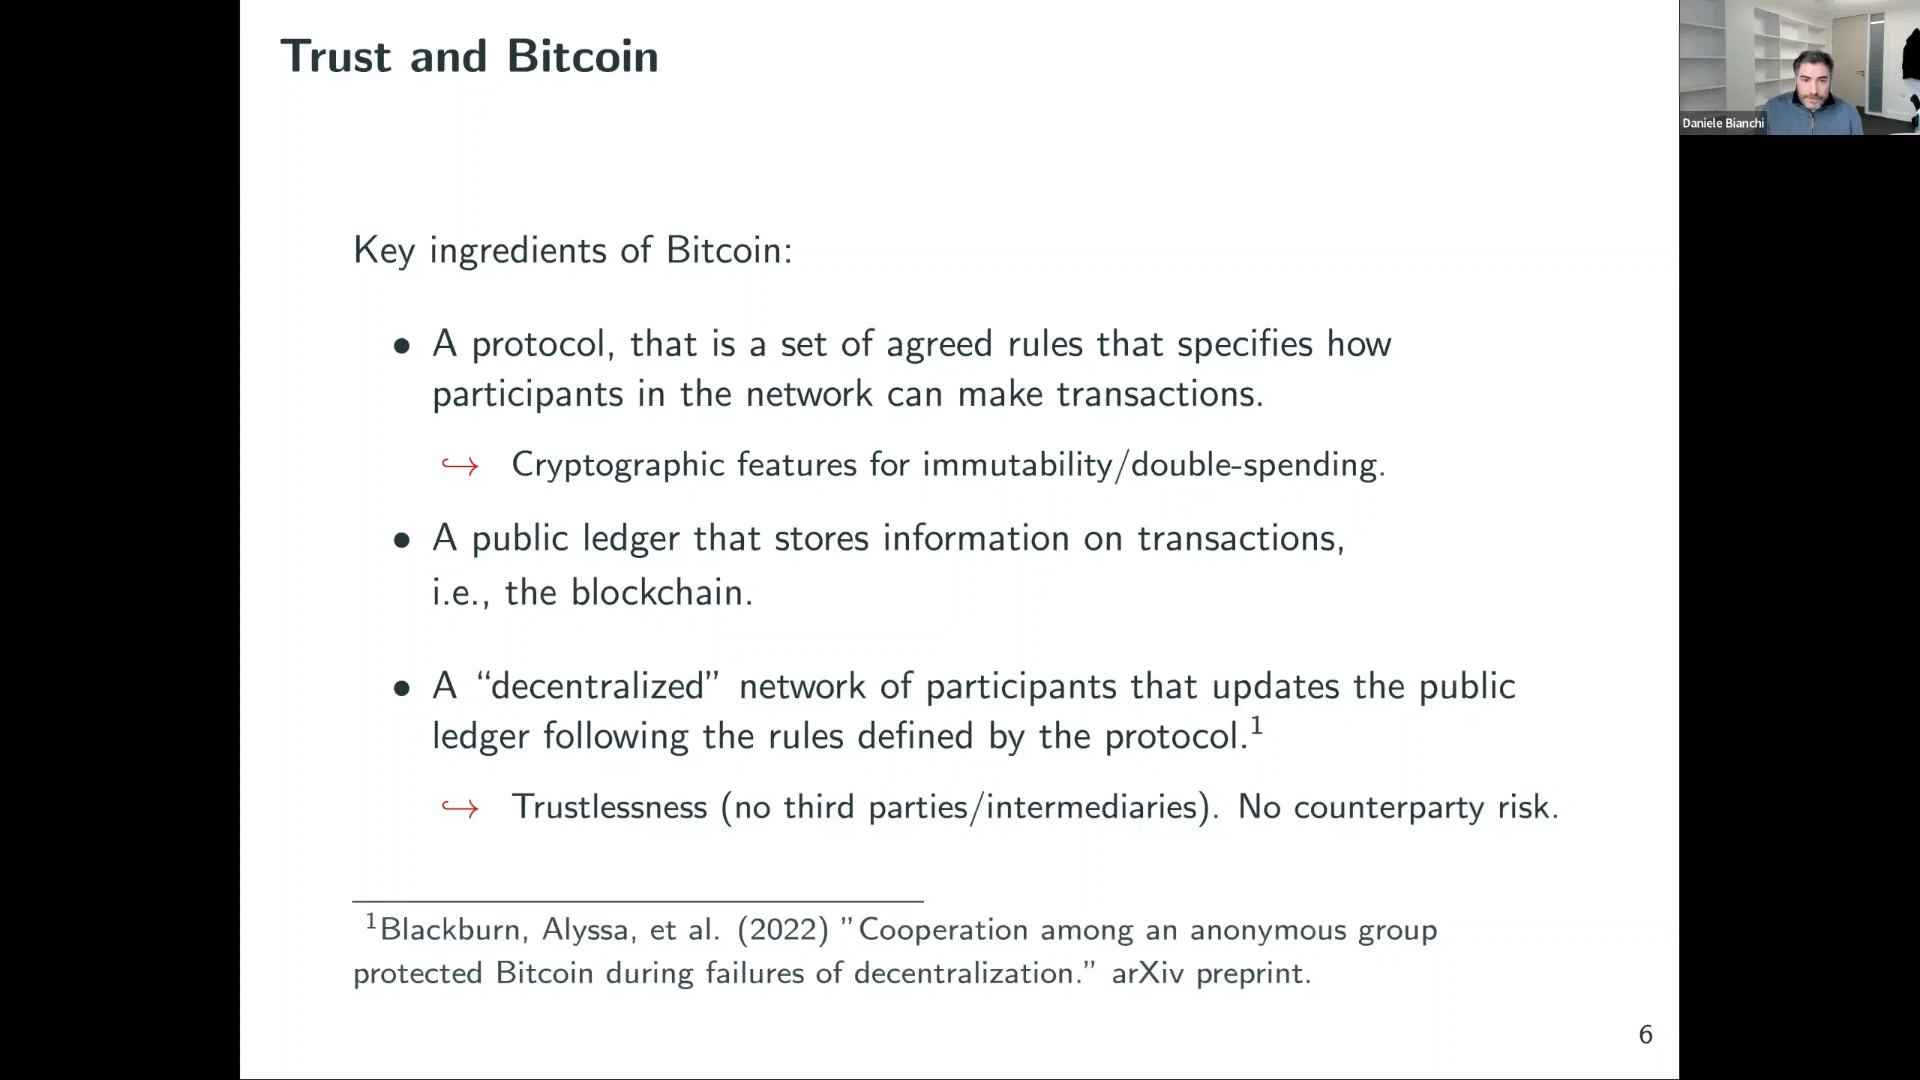 Trust and Bitcoin
Daniele Bianchi
Key ingredients of Bitcoin:
• A protocol, that is a set of agreed rules that specifies how
participants in the network can make transactions.
↪ Cryptographic features for immutability/double-spending.
• A public ledger that stores information on transactions,
i.e., the blockchain.
• A “decentralized” network of participants that updates the public
ledger following the rules defined by the protocol.¹
↪ Trustlessness (no third parties/intermediaries). No counterparty risk.
¹Blackburn, Alyssa, et al. (2022) ”Cooperation among an anonymous group
protected Bitcoin during failures of decentralization.” arXiv preprint.
6